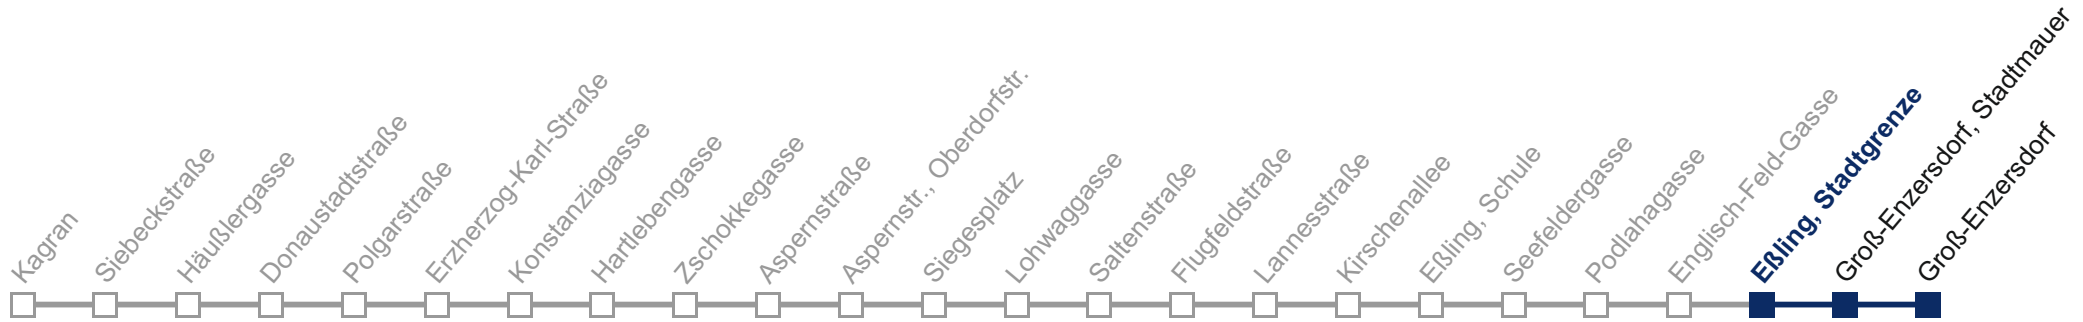 Kagran
Siebeckstraße
Häußlergasse
Donaustadtstraße
Polgarstraße
Erzherzog-Karl-Straße
Konstanziagasse
Hartlebengasse
Zschokkegasse
Aspernstraße
Aspernstr., Oberdorfstr.
Siegesplatz
Lohwaggasse
Saltenstraße
Flugfeldstraße
Lannesstraße
Kirschenallee
Eßling, Schule
Seefeldergasse
Podlahagasse
Englisch-Feld-Gasse
Eßling, Stadtgrenze
Groß-Enzersdorf, Stadtmauer
Groß-Enzersdorf